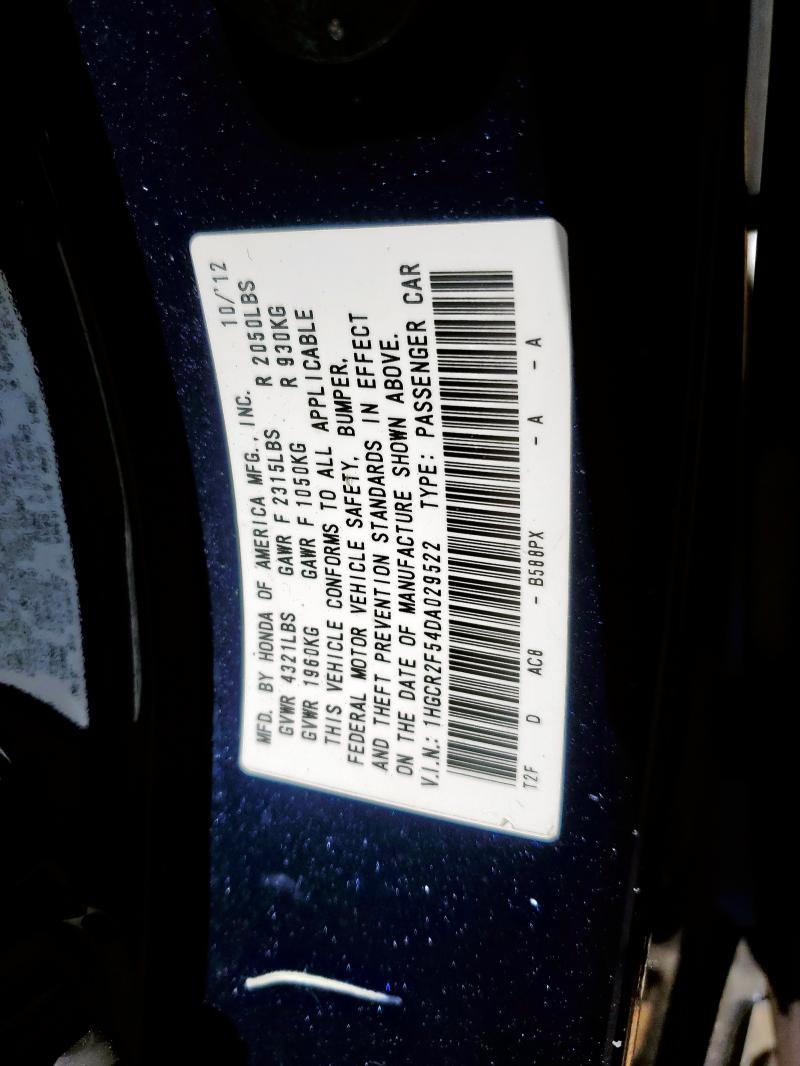 MFD. BY HONDA OF AMERICA MFG., INC. 10/'12
GVWR 4321LBS GAWR F 2315LBS R 2050LBS
GVWR 1960KG GAWR F 1050KG R 930KG
THIS VEHICLE CONFORMS TO ALL APPLICABLE
FEDERAL MOTOR VEHICLE SAFETY, BUMPER,
AND THEFT PREVENTION STANDARDS IN EFFECT
ON THE DATE OF MANUFACTURE SHOWN ABOVE.
V.I.N.: 1HGCR2F54DA029522 TYPE: PASSENGER CAR
T2F D AC8 - B588PX - A - A